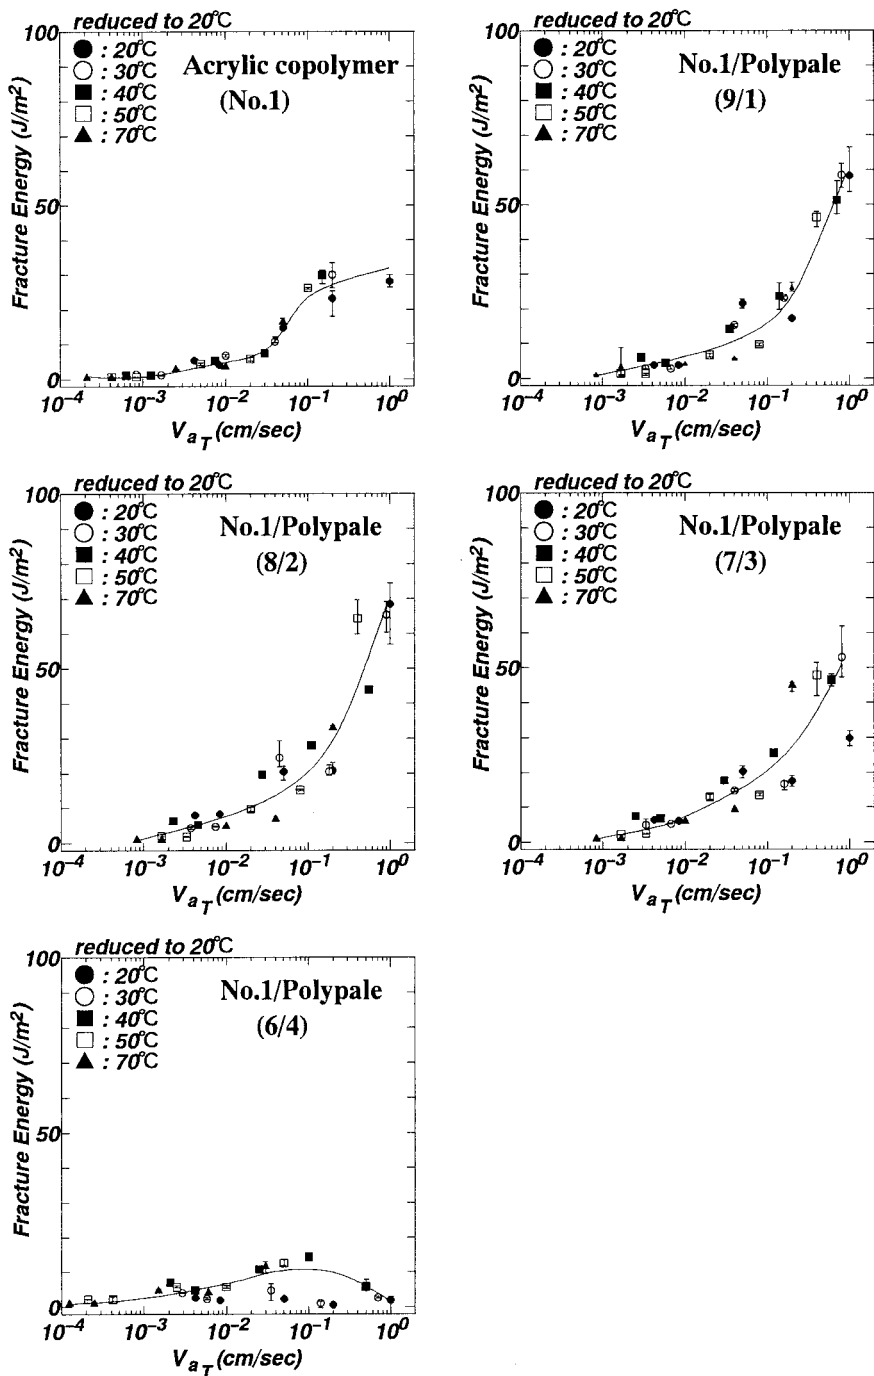 reduced to 20°C
● : 20°C
○ : 30°C
■ : 40°C
□ : 50°C
▲ : 70°C
Acrylic copolymer
(No.1)
Fracture Energy (J/m²)
100
50
0
10⁻⁴ 10⁻³ 10⁻² 10⁻¹ 10⁰
V a_T (cm/sec)
reduced to 20°C
● : 20°C
○ : 30°C
■ : 40°C
□ : 50°C
▲ : 70°C
No.1/Polypale
(9/1)
Fracture Energy (J/m²)
100
50
0
10⁻⁴ 10⁻³ 10⁻² 10⁻¹ 10⁰
V a_T (cm/sec)
reduced to 20°C
● : 20°C
○ : 30°C
■ : 40°C
□ : 50°C
▲ : 70°C
No.1/Polypale
(8/2)
Fracture Energy (J/m²)
100
50
0
10⁻⁴ 10⁻³ 10⁻² 10⁻¹ 10⁰
V a_T (cm/sec)
reduced to 20°C
● : 20°C
○ : 30°C
■ : 40°C
□ : 50°C
▲ : 70°C
No.1/Polypale
(7/3)
Fracture Energy (J/m²)
100
50
0
10⁻⁴ 10⁻³ 10⁻² 10⁻¹ 10⁰
V a_T (cm/sec)
reduced to 20°C
● : 20°C
○ : 30°C
■ : 40°C
□ : 50°C
▲ : 70°C
No.1/Polypale
(6/4)
Fracture Energy (J/m²)
100
50
0
10⁻⁴ 10⁻³ 10⁻² 10⁻¹ 10⁰
V a_T (cm/sec)